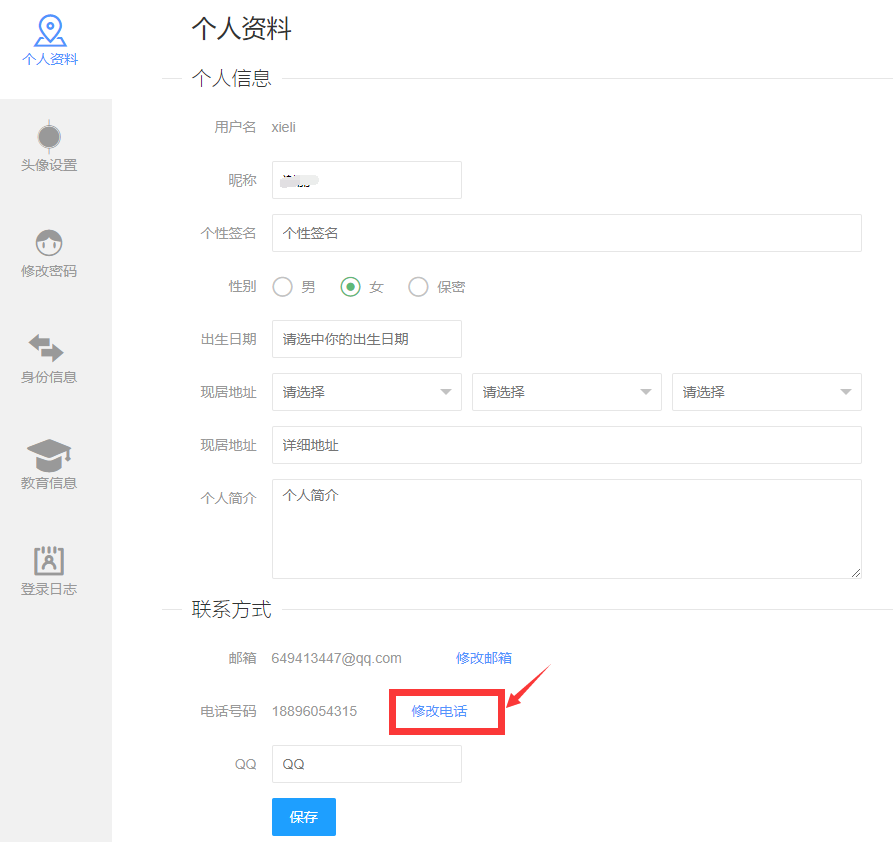 个人资料
头像设置
修改密码
身份信息
教育信息
登录日志
个人资料
个人信息
用户名 xieli
昵称
个性签名 个性签名
性别 男 女 保密
出生日期 请选中你的出生日期
现居地址 请选择 请选择 请选择
现居地址 详细地址
个人简介 个人简介
联系方式
邮箱 649413447@qq.com 修改邮箱
电话号码 18896054315 修改电话
QQ QQ
保存